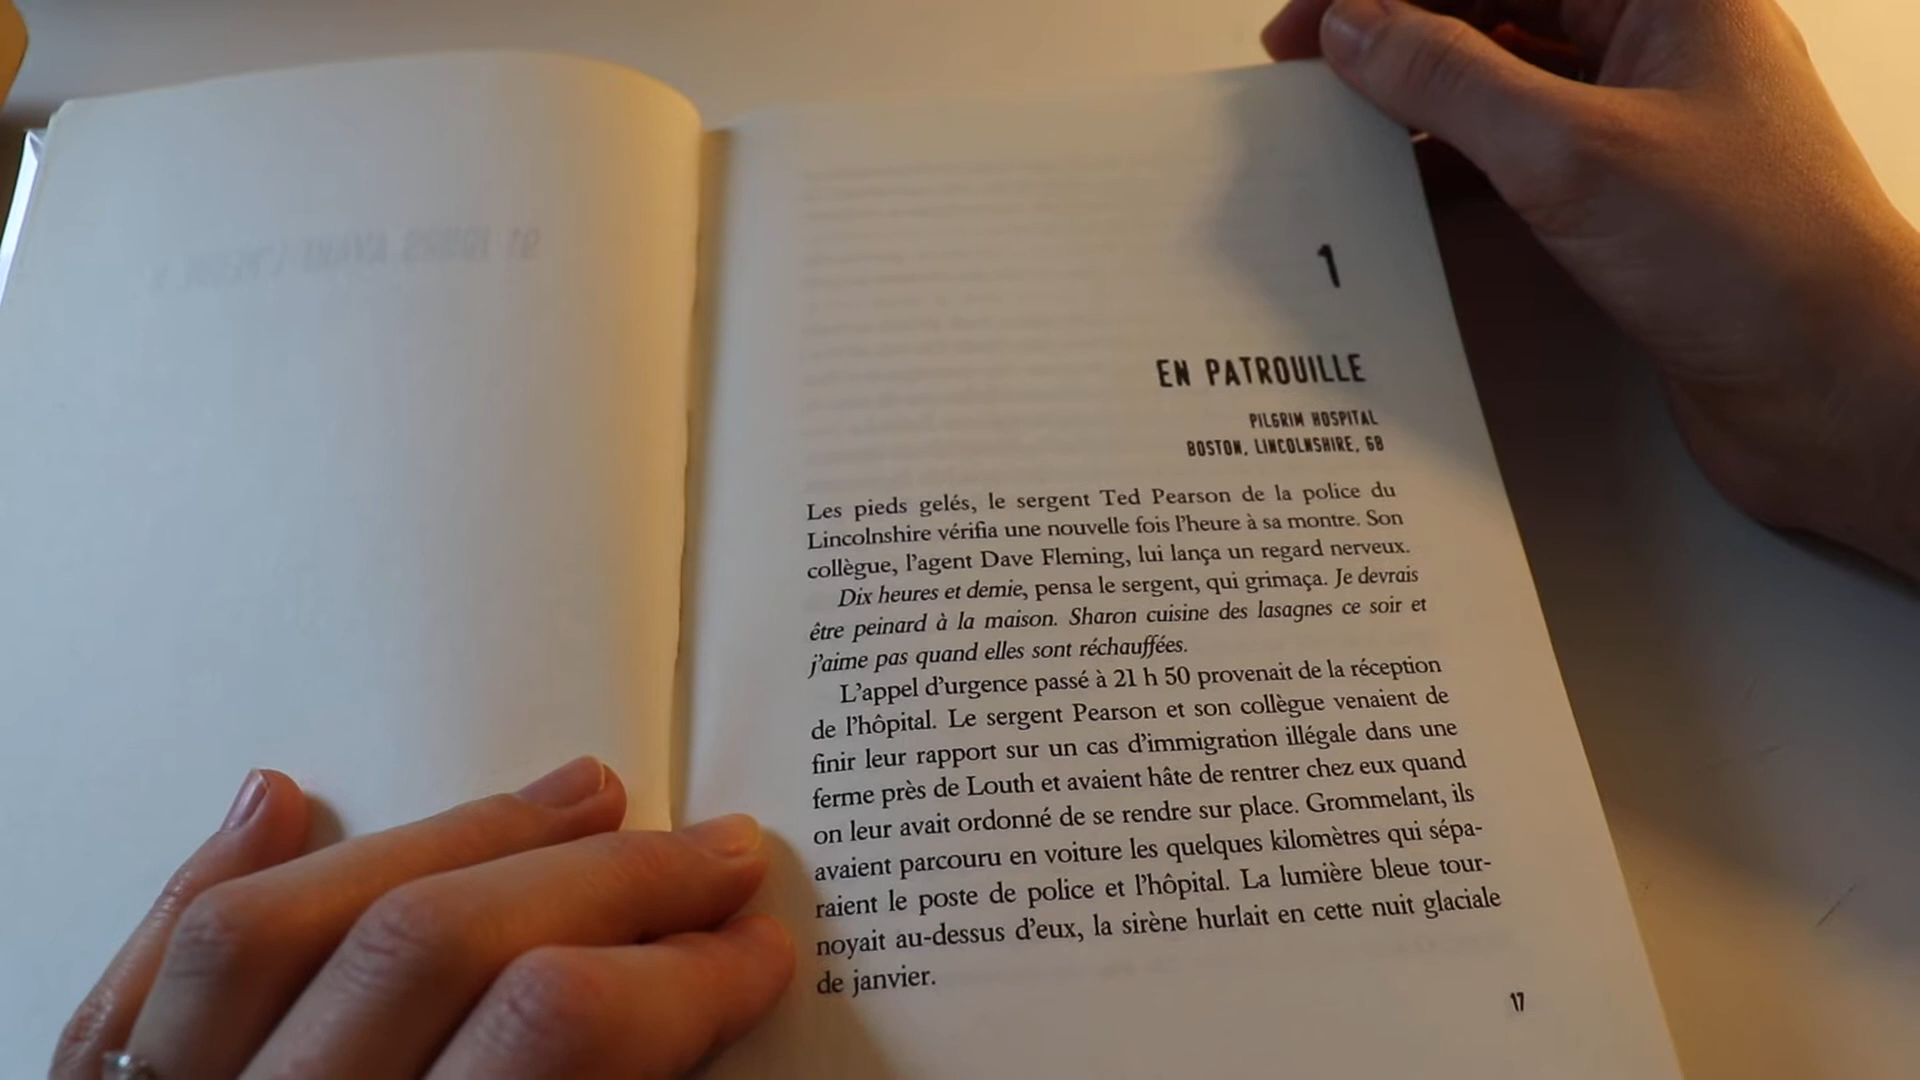 1
EN PATROUILLE
PILGRIM HOSPITAL
BOSTON, LINCOLNSHIRE, GB
Les pieds gelés, le sergent Ted Pearson de la police du
Lincolnshire vérifia une nouvelle fois l’heure à sa montre. Son
collègue, l’agent Dave Fleming, lui lança un regard nerveux.
Dix heures et demie, pensa le sergent, qui grimaça. Je devrais
être peinard à la maison. Sharon cuisine des lasagnes ce soir et
j’aime pas quand elles sont réchauffées.
L’appel d’urgence passé à 21 h 50 provenait de la réception
de l’hôpital. Le sergent Pearson et son collègue venaient de
finir leur rapport sur un cas d’immigration illégale dans une
ferme près de Louth et avaient hâte de rentrer chez eux quand
on leur avait ordonné de se rendre sur place. Grommelant, ils
avaient parcouru en voiture les quelques kilomètres qui sépa-
raient le poste de police et l’hôpital. La lumière bleue tour-
noyait au-dessus d’eux, la sirène hurlait en cette nuit glaciale
de janvier.
17